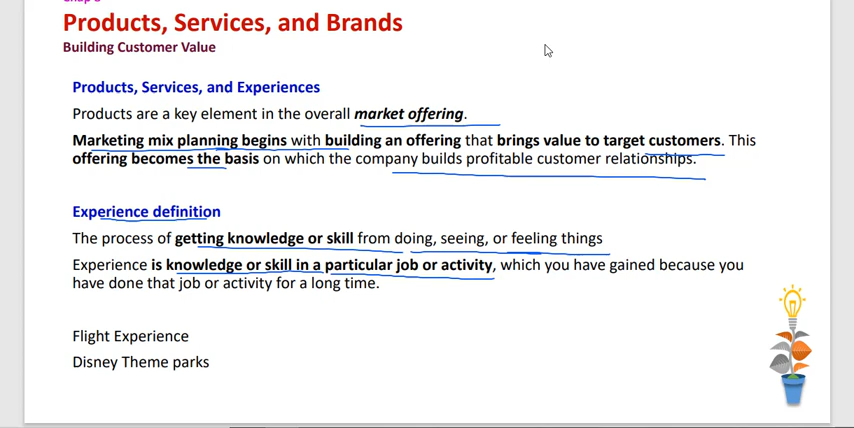 Products, Services, and Brands
Building Customer Value
Products, Services, and Experiences
Products are a key element in the overall market offering.
Marketing mix planning begins with building an offering that brings value to target customers. This
offering becomes the basis on which the company builds profitable customer relationships.
Experience definition
The process of getting knowledge or skill from doing, seeing, or feeling things
Experience is knowledge or skill in a particular job or activity, which you have gained because you
have done that job or activity for a long time.
Flight Experience
Disney Theme parks